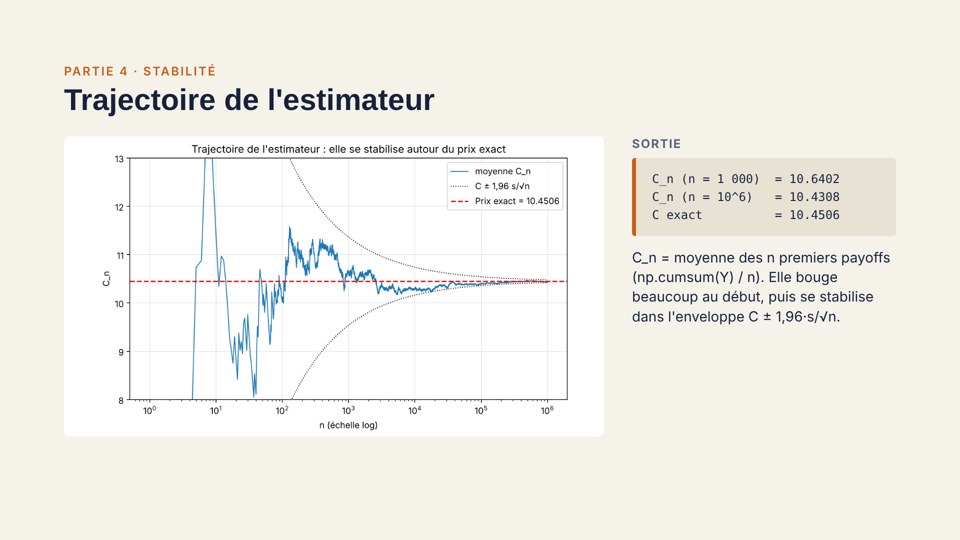 PARTIE 4 · STABILITÉ
Trajectoire de l'estimateur
Trajectoire de l'estimateur : elle se stabilise autour du prix exact
13
12
11
10
9
8
C_n
moyenne C_n
C ± 1,96 s/√n
Prix exact = 10.4506
10⁰ 10¹ 10² 10³ 10⁴ 10⁵ 10⁶
n (échelle log)
SORTIE
C_n (n = 1 000) = 10.6402
C_n (n = 10^6) = 10.4308
C exact = 10.4506
C_n = moyenne des n premiers payoffs
(np.cumsum(Y) / n). Elle bouge
beaucoup au début, puis se stabilise
dans l'enveloppe C ± 1,96·s/√n.